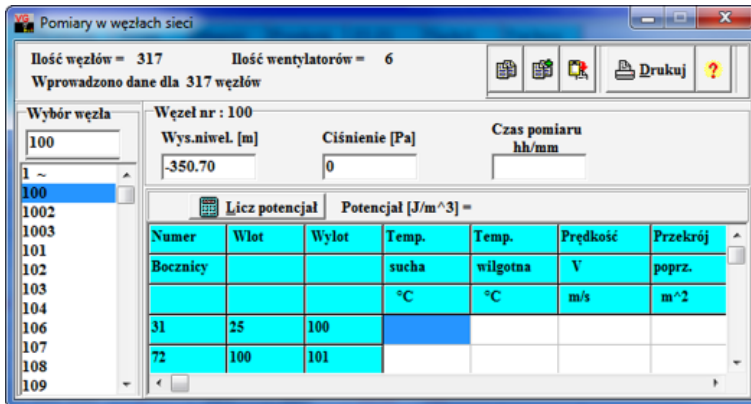 Pomiary w węzłach sieci
Ilość węzłów = 317 Ilość wentylatorów = 6
Wprowadzono dane dla 317 węzłów
Drukuj ?
Wybór węzła
100
1 ~
100
1002
1003
101
102
103
104
106
107
108
109
Węzeł nr : 100
Wys.niwel. [m] Ciśnienie [Pa] Czas pomiaru
hh/mm
-350.70 0
Licz potencjał Potencjał [J/m^3] =
Numer Wlot Wylot Temp. Temp. Prędkość Przekrój
Bocznicy sucha wilgotna V poprz.
°C °C m/s m^2
31 25 100
72 100 101